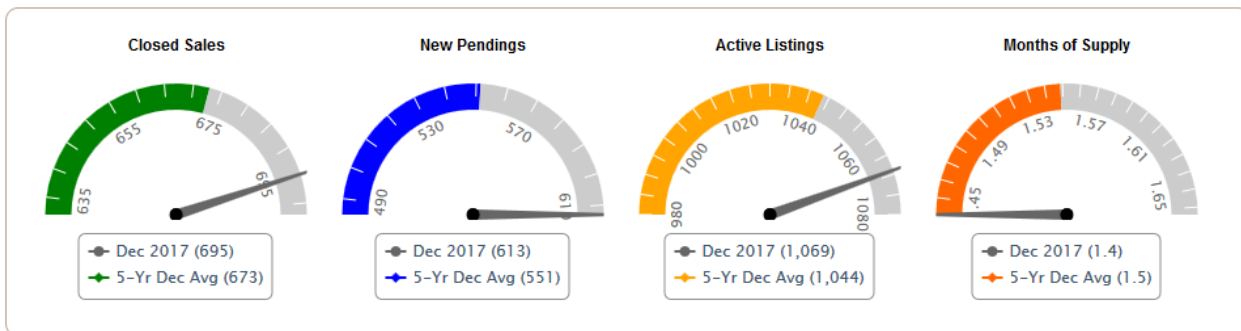 Closed Sales
635
655
675
695
Dec 2017 (695)
5-Yr Dec Avg (673)
New Pendings
490
530
570
61
Dec 2017 (613)
5-Yr Dec Avg (551)
Active Listings
980
1000
1020
1040
1060
1080
Dec 2017 (1,069)
5-Yr Dec Avg (1,044)
Months of Supply
.45
1.49
1.53
1.57
1.61
1.65
Dec 2017 (1.4)
5-Yr Dec Avg (1.5)